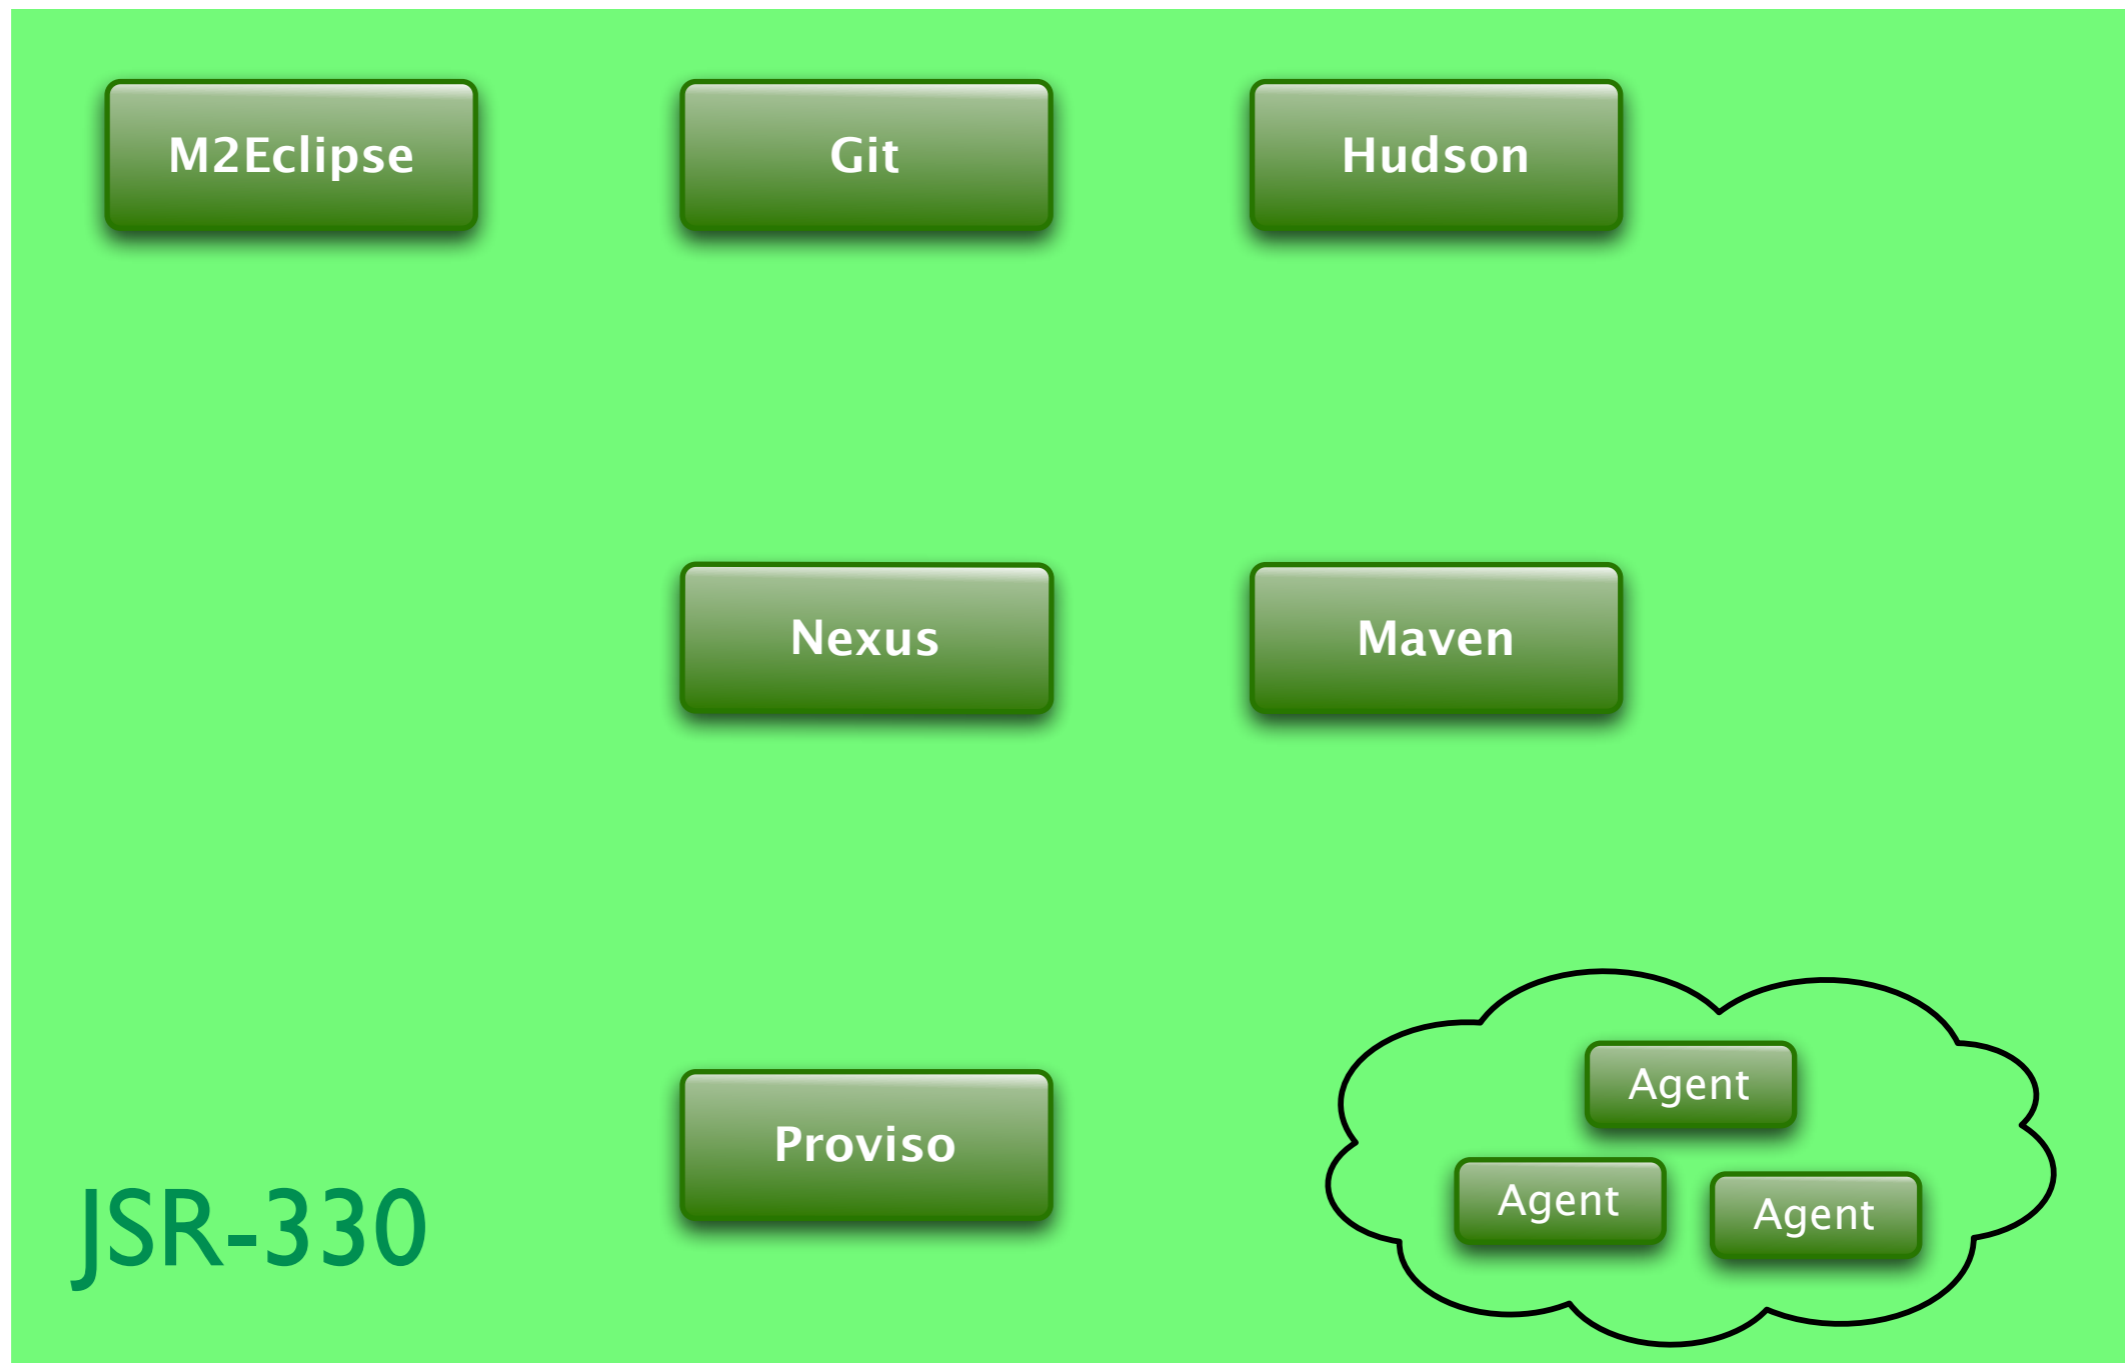 M2Eclipse
Git
Hudson
Nexus
Maven
Proviso
Agent
Agent
Agent
JSR-330